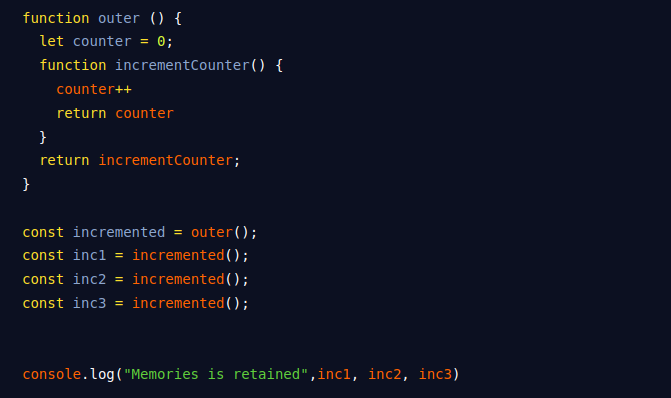 function outer () {
let counter = 0;
function incrementCounter() {
counter++
return counter
}
return incrementCounter;
}
const incremented = outer();
const inc1 = incremented();
const inc2 = incremented();
const inc3 = incremented();
console.log("Memories is retained",inc1, inc2, inc3)